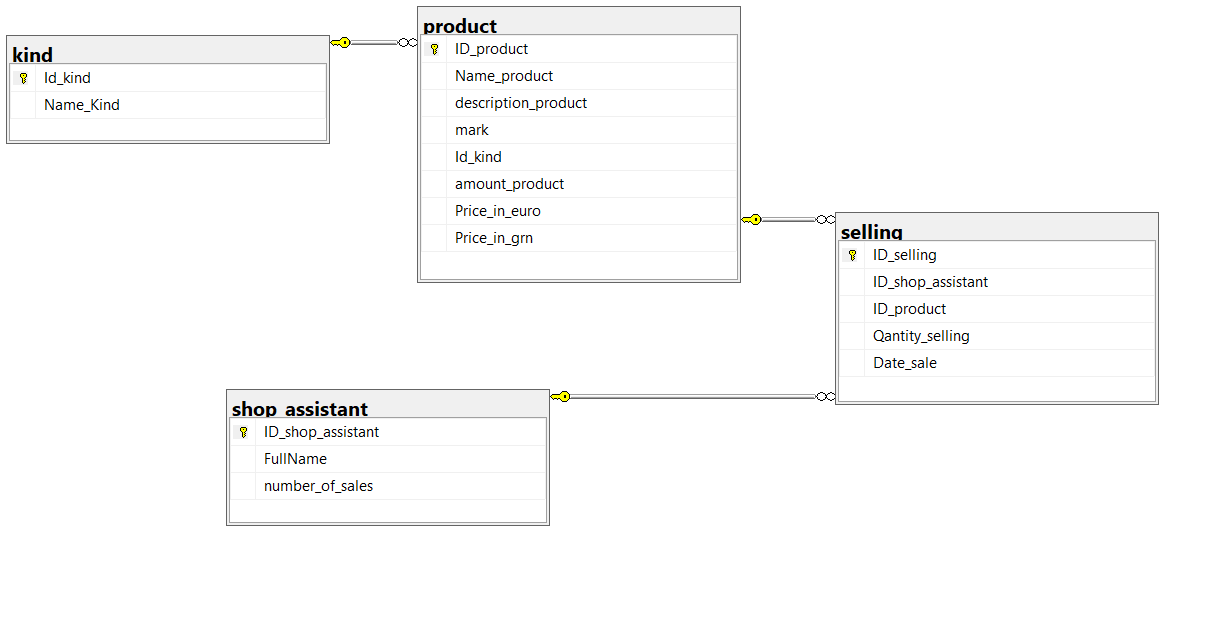 kind
Id_kind
Name_Kind
product
ID_product
Name_product
description_product
mark
Id_kind
amount_product
Price_in_euro
Price_in_grn
selling
ID_selling
ID_shop_assistant
ID_product
Qantity_selling
Date_sale
shop_assistant
ID_shop_assistant
FullName
number_of_sales